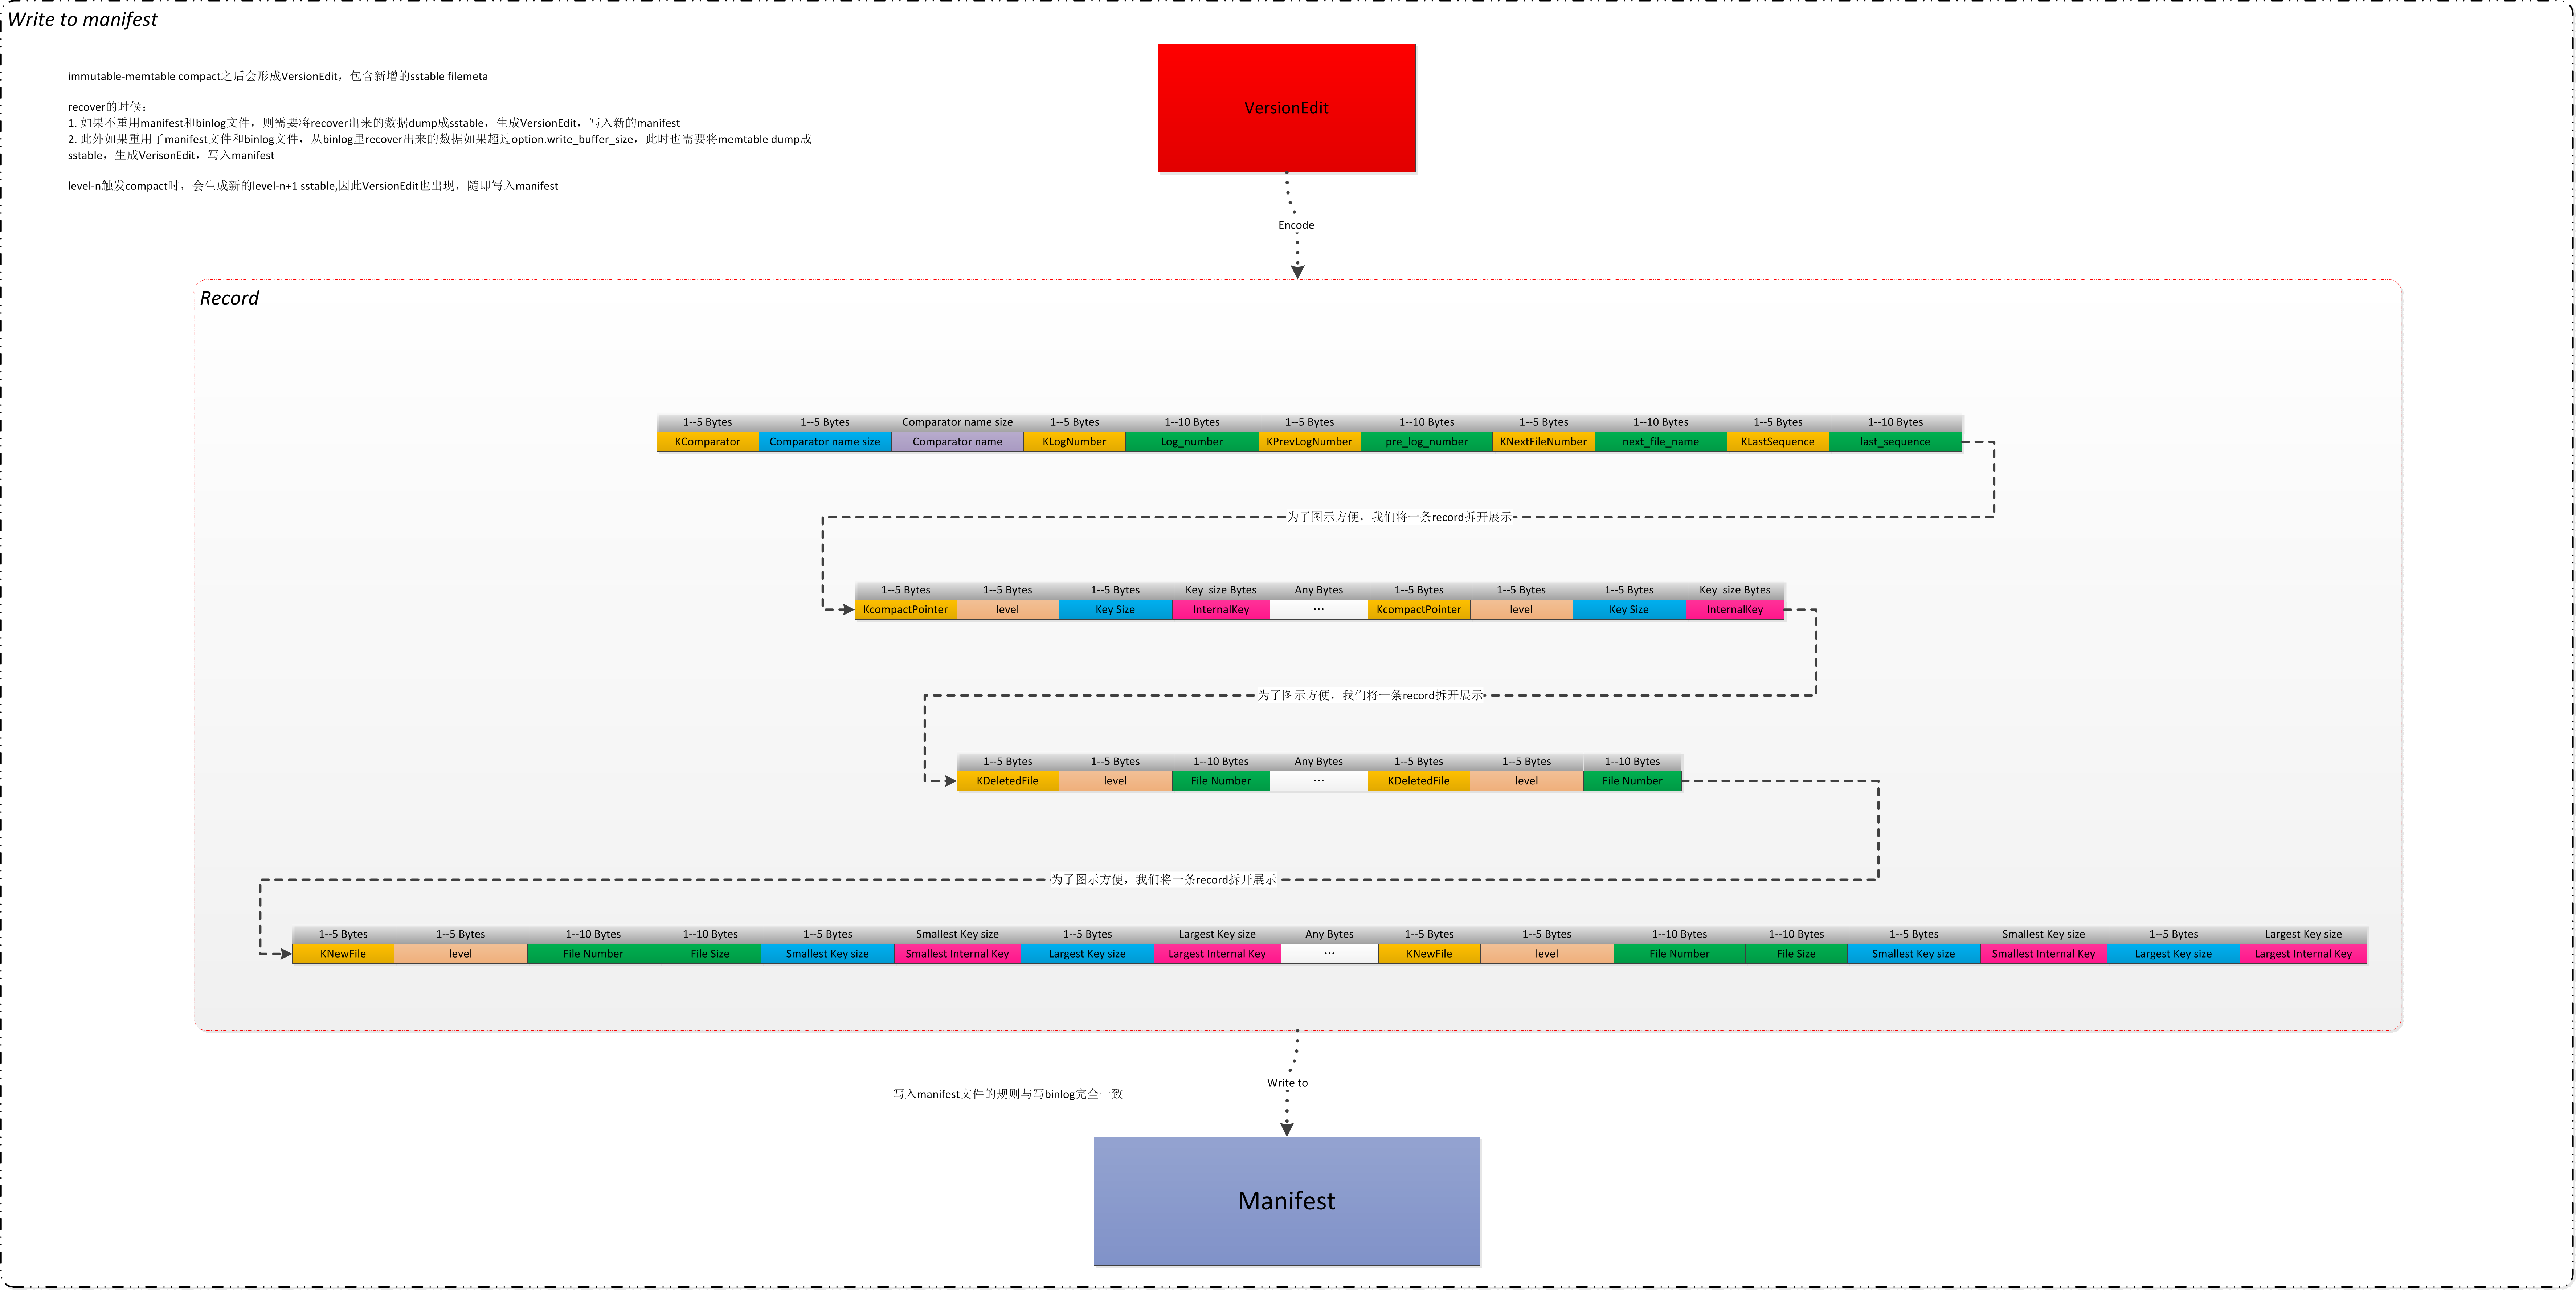 Write to manifest
immutable-memtable compact之后会形成VersionEdit，包含新增的sstable filemeta
recover的时候：
1. 如果不重用manifest和binlog文件，则需要将recover出来的数据dump成sstable，生成VersionEdit，写入新的manifest
2. 此外如果重用了manifest文件和binlog文件，从binlog里recover出来的数据如果超过option.write_buffer_size，此时也需要将memtable dump成
sstable，生成VerisonEdit，写入manifest
level-n触发compact时，会生成新的level-n+1 sstable,因此VersionEdit也出现，随即写入manifest
VersionEdit
Encode
Record
1--5 Bytes 1--5 Bytes Comparator name size 1--5 Bytes 1--10 Bytes 1--5 Bytes 1--10 Bytes 1--5 Bytes 1--10 Bytes 1--5 Bytes 1--10 Bytes
KComparator Comparator name size Comparator name KLogNumber Log_number KPrevLogNumber pre_log_number KNextFileNumber next_file_name KLastSequence last_sequence
为了图示方便，我们将一条record拆开展示
1--5 Bytes 1--5 Bytes 1--5 Bytes Key size Bytes Any Bytes 1--5 Bytes 1--5 Bytes 1--5 Bytes Key size Bytes
KcompactPointer level Key Size InternalKey ... KcompactPointer level Key Size InternalKey
为了图示方便，我们将一条record拆开展示
1--5 Bytes 1--5 Bytes 1--10 Bytes Any Bytes 1--5 Bytes 1--5 Bytes 1--10 Bytes
KDeletedFile level File Number ... KDeletedFile level File Number
为了图示方便，我们将一条record拆开展示
1--5 Bytes 1--5 Bytes 1--10 Bytes 1--10 Bytes 1--5 Bytes Smallest Key size 1--5 Bytes Largest Key size Any Bytes 1--5 Bytes 1--5 Bytes 1--10 Bytes 1--10 Bytes 1--5 Bytes Smallest Key size 1--5 Bytes Largest Key size
KNewFile level File Number File Size Smallest Key size Smallest Internal Key Largest Key size Largest Internal Key ... KNewFile level File Number File Size Smallest Key size Smallest Internal Key Largest Key size Largest Internal Key
Write to
写入manifest文件的规则与写binlog完全一致
Manifest